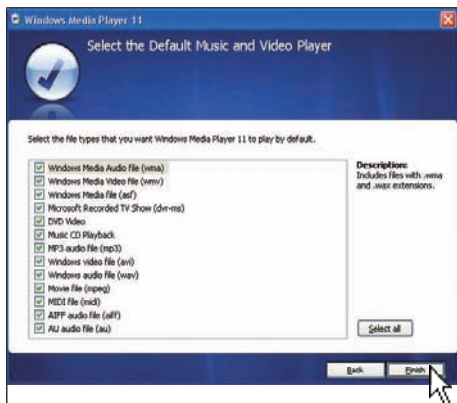 Windows Media Player 11
Select the Default Music and Video Player
Select the file types that you want Windows Media Player 11 to play by default.
Windows Media Audio file (wma)
Windows Media Video file (wmv)
Windows Media file (asf)
Microsoft Recorded TV Show (dvr-ms)
DVD Video
Music CD Playback
MP3 audio file (mp3)
Windows video file (avi)
Windows audio file (wav)
Movie file (mpeg)
MIDI file (midi)
AIFF audio file (aiff)
AU audio file (au)
Description:
Includes files with .wma
and .wax extensions.
Select all
Back
Finish